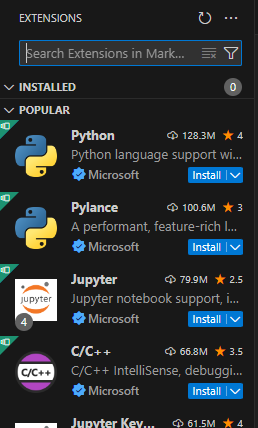 EXTENSIONS
Search Extensions in Mark...
INSTALLED 0
POPULAR
Python 128.3M 4
Python language support wi...
Microsoft Install
Pylance 100.6M 3
A performant, feature-rich l...
Microsoft Install
jupyter
4
Jupyter 79.9M 2.5
Jupyter notebook support, i...
Microsoft Install
C/C++
C/C++ 66.8M 3.5
C/C++ IntelliSense, debuggi...
Microsoft Install
Jupyter Key... 61.5M 4